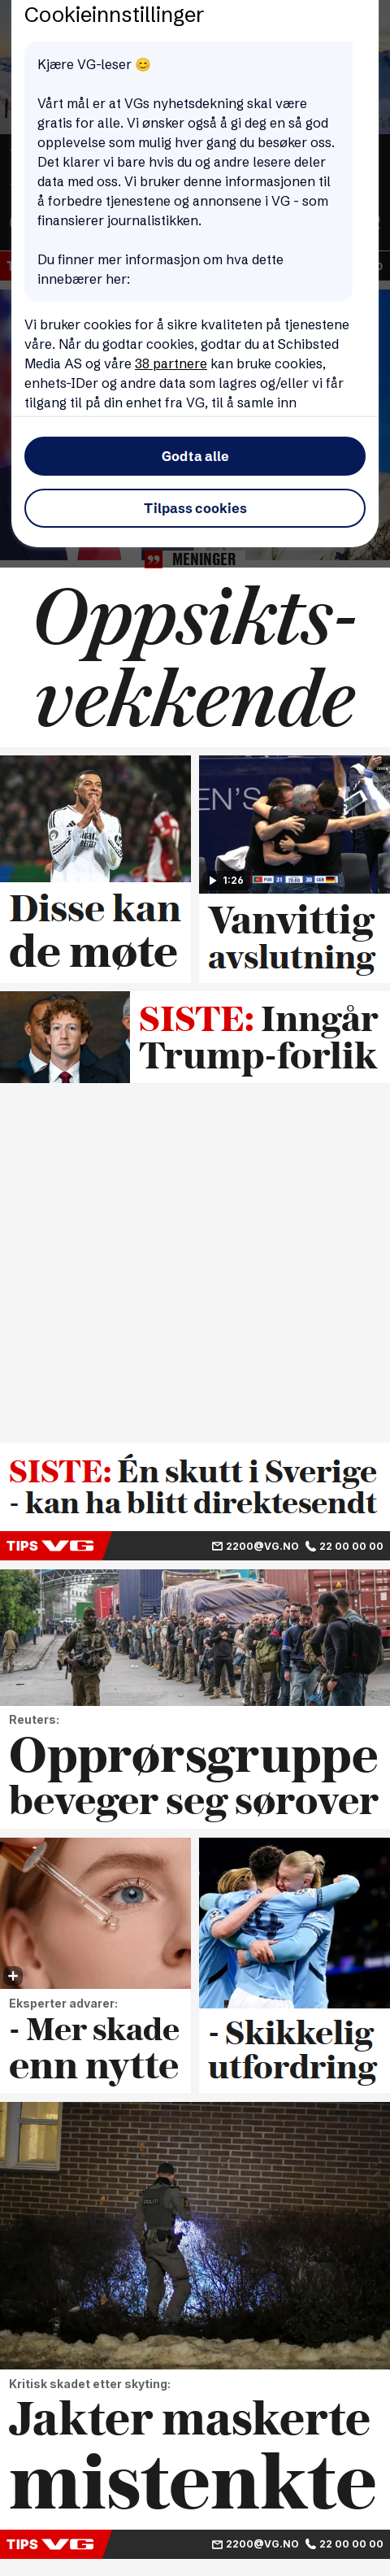 Cookieinnstillinger
Kjære VG-leser 😊
Vårt mål er at VGs nyhetsdekning skal være
gratis for alle. Vi ønsker også å gi deg en så god
opplevelse som mulig hver gang du besøker oss.
Det klarer vi bare hvis du og andre lesere deler
data med oss. Vi bruker denne informasjonen til
å forbedre tjenestene og annonsene i VG - som
finansierer journalistikken.
Du finner mer informasjon om hva dette
innebærer her:
Vi bruker cookies for å sikre kvaliteten på tjenestene
våre. Når du godtar cookies, godtar du at Schibsted
Media AS og våre 38 partnere kan bruke cookies,
enhets-IDer og andre data som lagres og/eller vi får
tilgang til på din enhet fra VG, til å samle inn
Godta alle
Tilpass cookies
MENINGER
Oppsikts-
vekkende
EN'S
1:26
POR 31 30 GER
Disse kan
de møte
Vanvittig
avslutning
SISTE: Inngår
Trump-forlik
SISTE: Én skutt i Sverige
- kan ha blitt direktesendt
TIPS VG 2200@VG.NO 22 00 00 00
Reuters:
Opprørsgruppe
beveger seg sørover
Eksperter advarer:
- Mer skade
enn nytte
- Skikkelig
utfordring
Kritisk skadet etter skyting:
Jakter maskerte
mistenkte
TIPS VG 2200@VG.NO 22 00 00 00